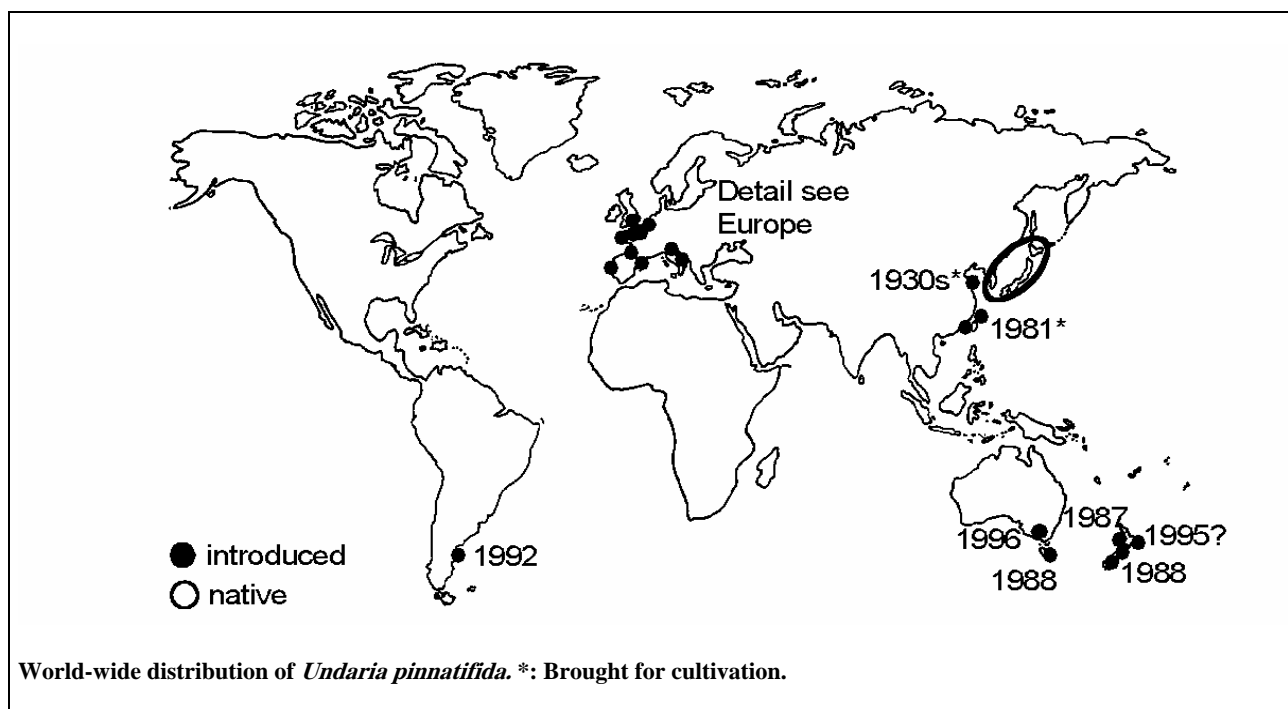 Detail see
Europe
1930s*
1981*
1987
1996
1995?
1988
1988
1992
introduced
native
World-wide distribution of Undaria pinnatifida. *: Brought for cultivation.